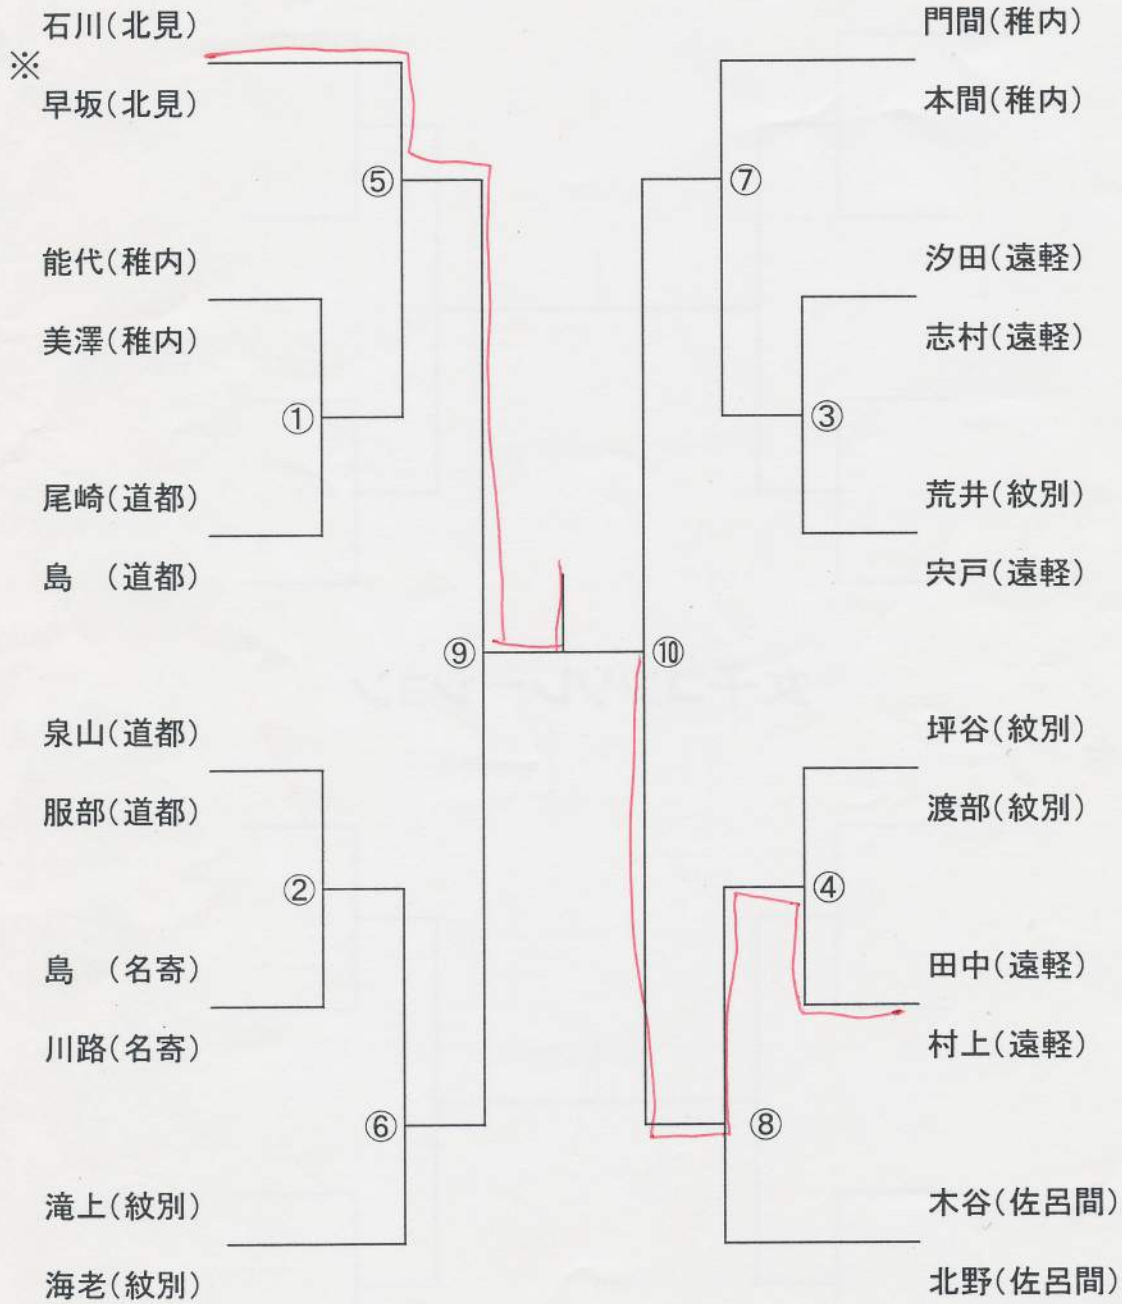 石川(北見)
※
早坂(北見)
⑤
能代(稚内)
美澤(稚内)
①
尾崎(道都)
島　(道都)
⑨
泉山(道都)
服部(道都)
②
島　(名寄)
川路(名寄)
⑥
滝上(紋別)
海老(紋別)
門間(稚内)
本間(稚内)
⑦
汐田(遠軽)
志村(遠軽)
③
荒井(紋別)
宍戸(遠軽)
⑩
坪谷(紋別)
渡部(紋別)
④
田中(遠軽)
村上(遠軽)
⑧
木谷(佐呂間)
北野(佐呂間)